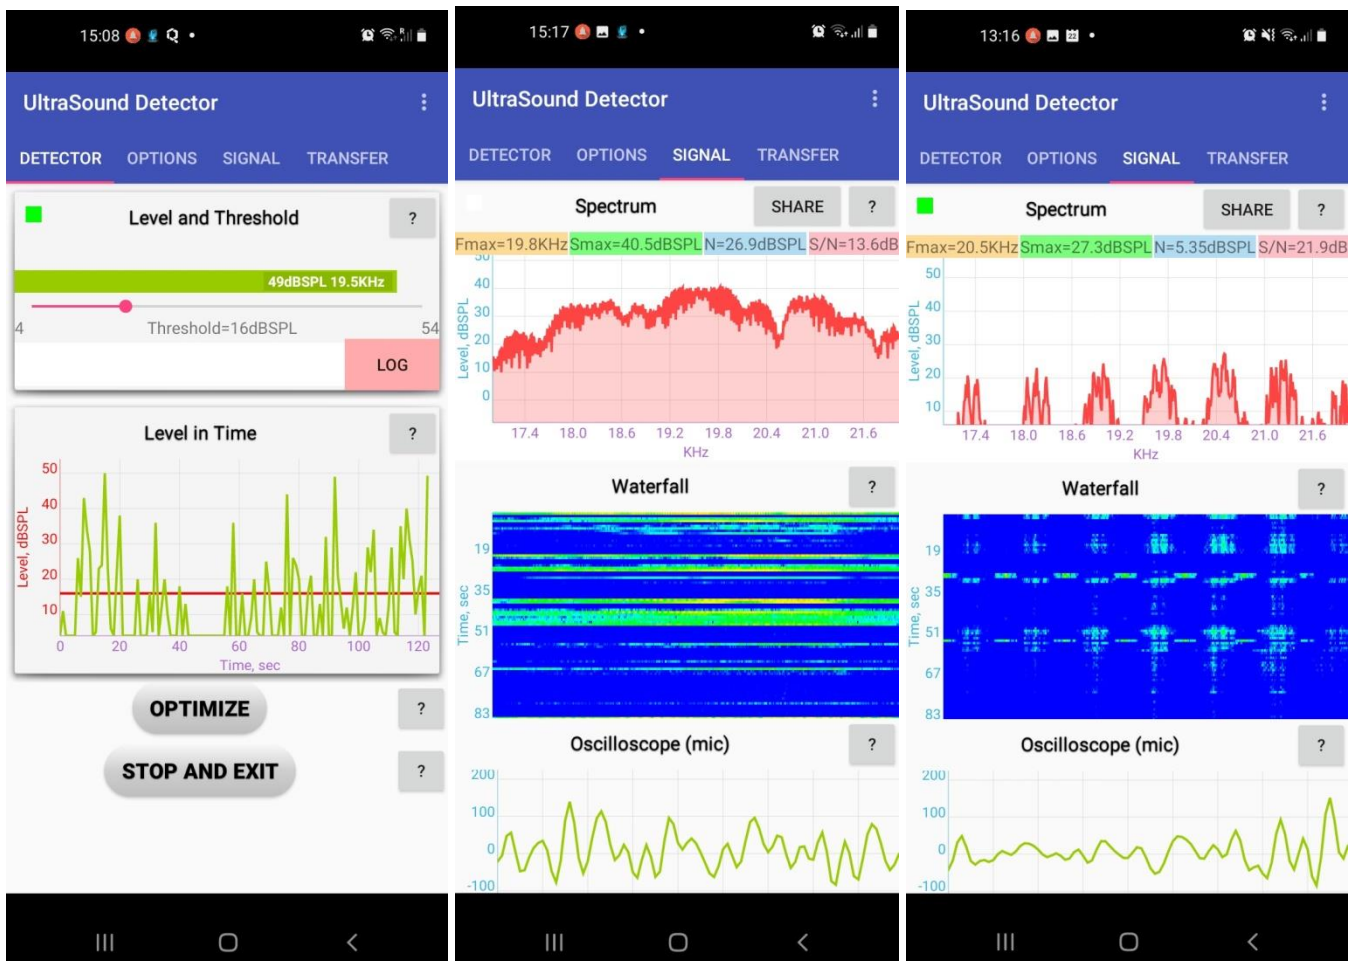 15:08
UltraSound Detector
DETECTOR OPTIONS SIGNAL TRANSFER
Level and Threshold ?
49dBSPL 19.5KHz
4 Threshold=16dBSPL 54
LOG
Level in Time ?
Level, dBSPL
50
40
30
20
10
0 20 40 60 80 100 120
Time, sec
OPTIMIZE ?
STOP AND EXIT ?
15:17
UltraSound Detector
DETECTOR OPTIONS SIGNAL TRANSFER
Spectrum SHARE ?
Fmax=19.8KHz Smax=40.5dBSPL N=26.9dBSPL S/N=13.6dB
Level, dBSPL
50
40
30
20
10
0
17.4 18.0 18.6 19.2 19.8 20.4 21.0 21.6
KHz
Waterfall ?
Time, sec
19
35
51
67
83
Oscilloscope (mic) ?
200
100
0
-100
13:16 22
UltraSound Detector
DETECTOR OPTIONS SIGNAL TRANSFER
Spectrum SHARE ?
Fmax=20.5KHz Smax=27.3dBSPL N=5.35dBSPL S/N=21.9dB
Level, dBSPL
50
40
30
20
10
17.4 18.0 18.6 19.2 19.8 20.4 21.0 21.6
KHz
Waterfall ?
Time, sec
19
35
51
67
83
Oscilloscope (mic) ?
200
100
0
-100